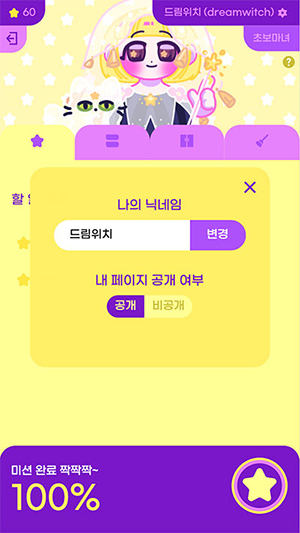 60
드림위치 (dreamwitch)
초보마녀
?
할
나의 닉네임
드림위치 변경
내 페이지 공개 여부
공개 비공개
미션 완료 짝짝짝~
100%